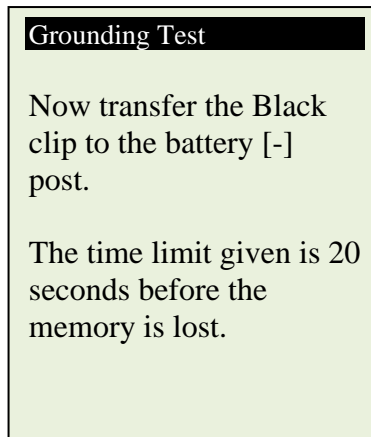 Grounding Test
Now transfer the Black
clip to the battery [-]
post.
The time limit given is 20
seconds before the
memory is lost.